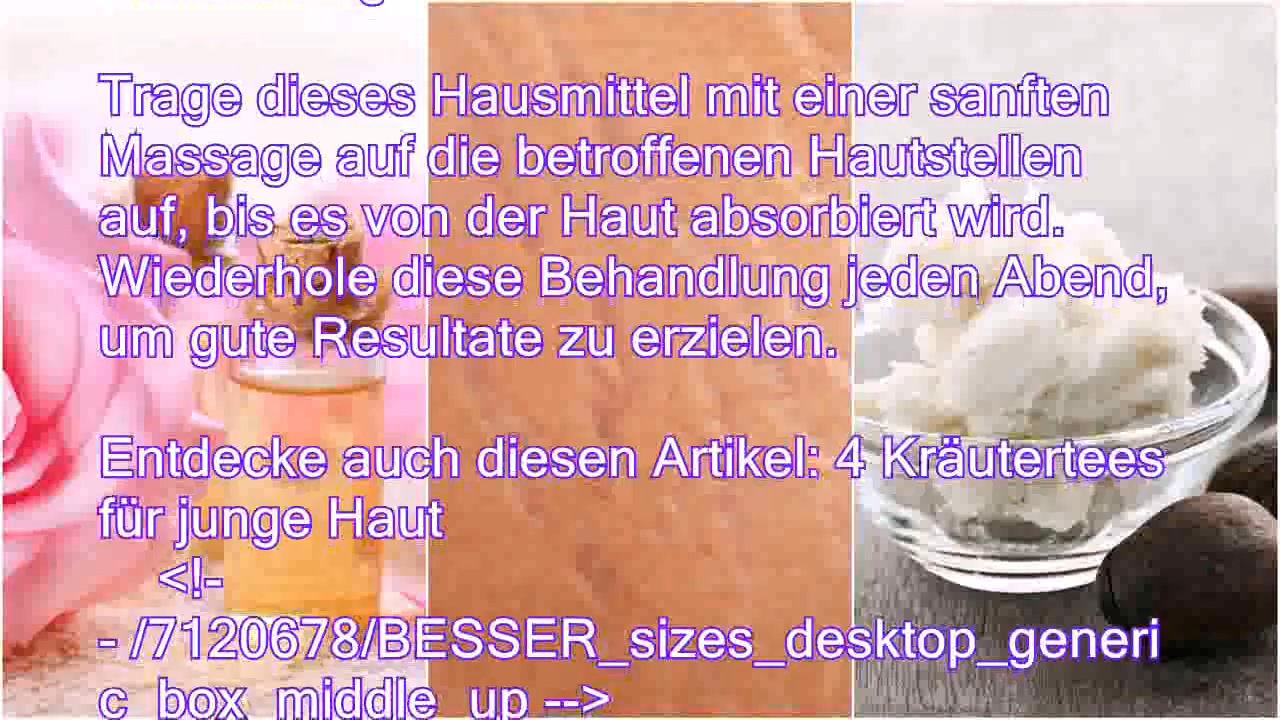 Trage dieses Hausmittel mit einer sanften
Massage auf die betroffenen Hautstellen
auf, bis es von der Haut absorbiert wird.
Wiederhole diese Behandlung jeden Abend,
um gute Resultate zu erzielen.
Entdecke auch diesen Artikel: 4 Kräutertees
für junge Haut
<!-
- /7120678/BESSER_sizes_desktop_generi
c_box_middle_up -->